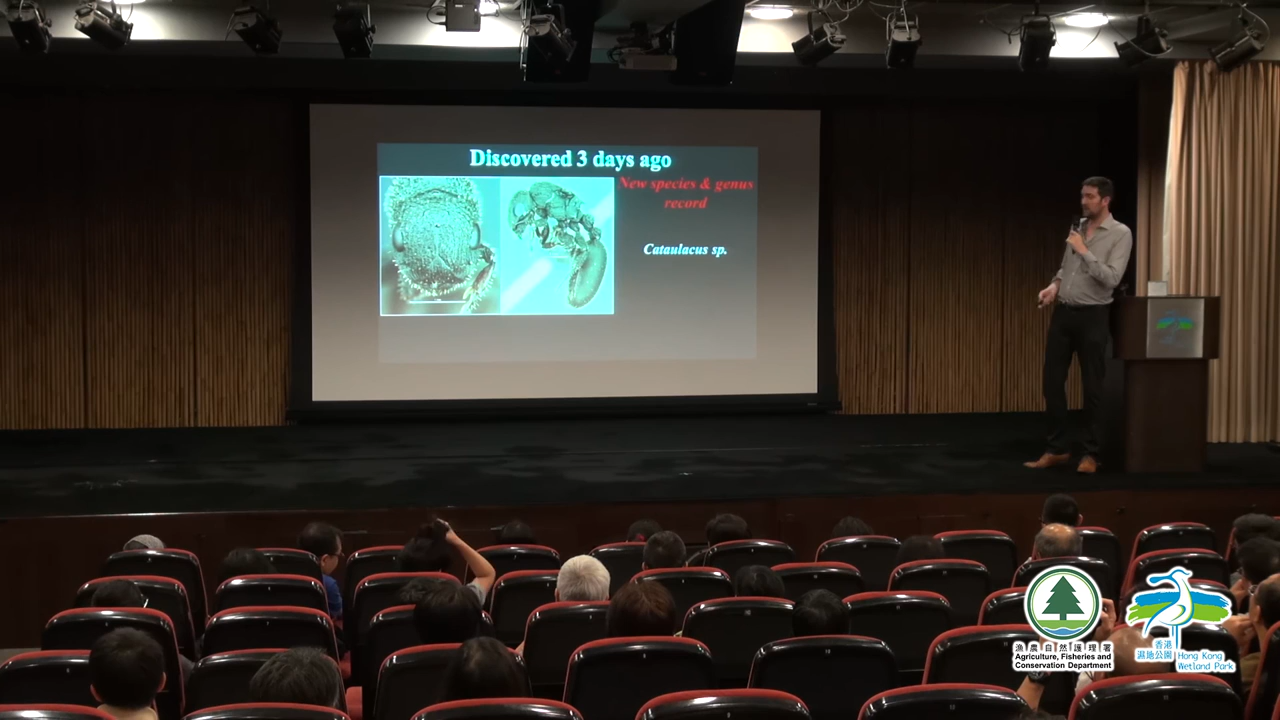 Discovered 3 days ago
New species & genus
record
Cataulacus sp.
漁農自然護理署
Agriculture, Fisheries and
Conservation Department
香港
濕地公園
Hong Kong
Wetland Park